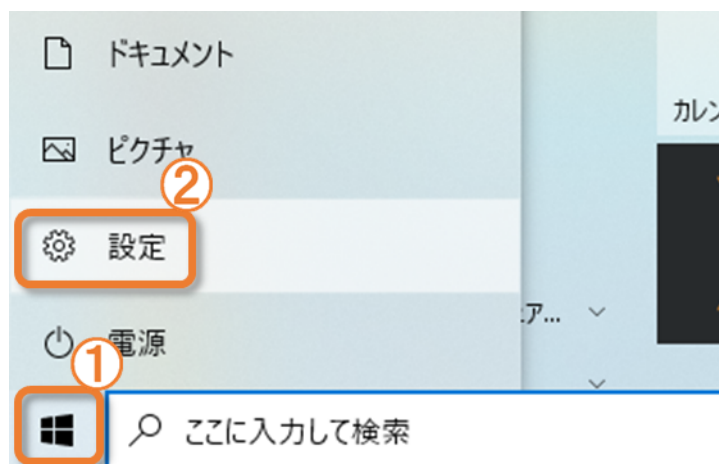 ドキュメント
ピクチャ
②
設定
電源
①
ここに入力して検索
カレン
ア...